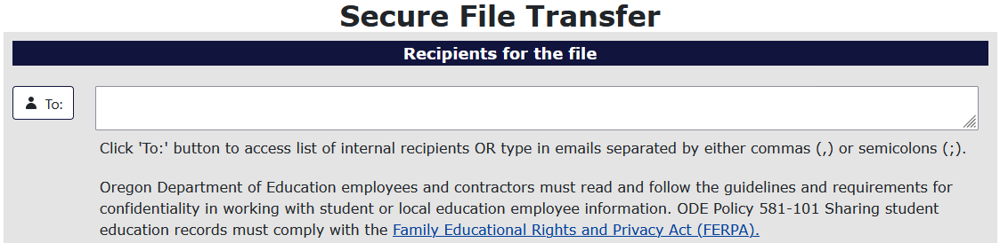 Secure File Transfer
Recipients for the file
To:
Click 'To:' button to access list of internal recipients OR type in emails separated by either commas (,) or semicolons (;).
Oregon Department of Education employees and contractors must read and follow the guidelines and requirements for
confidentiality in working with student or local education employee information. ODE Policy 581-101 Sharing student
education records must comply with the Family Educational Rights and Privacy Act (FERPA).